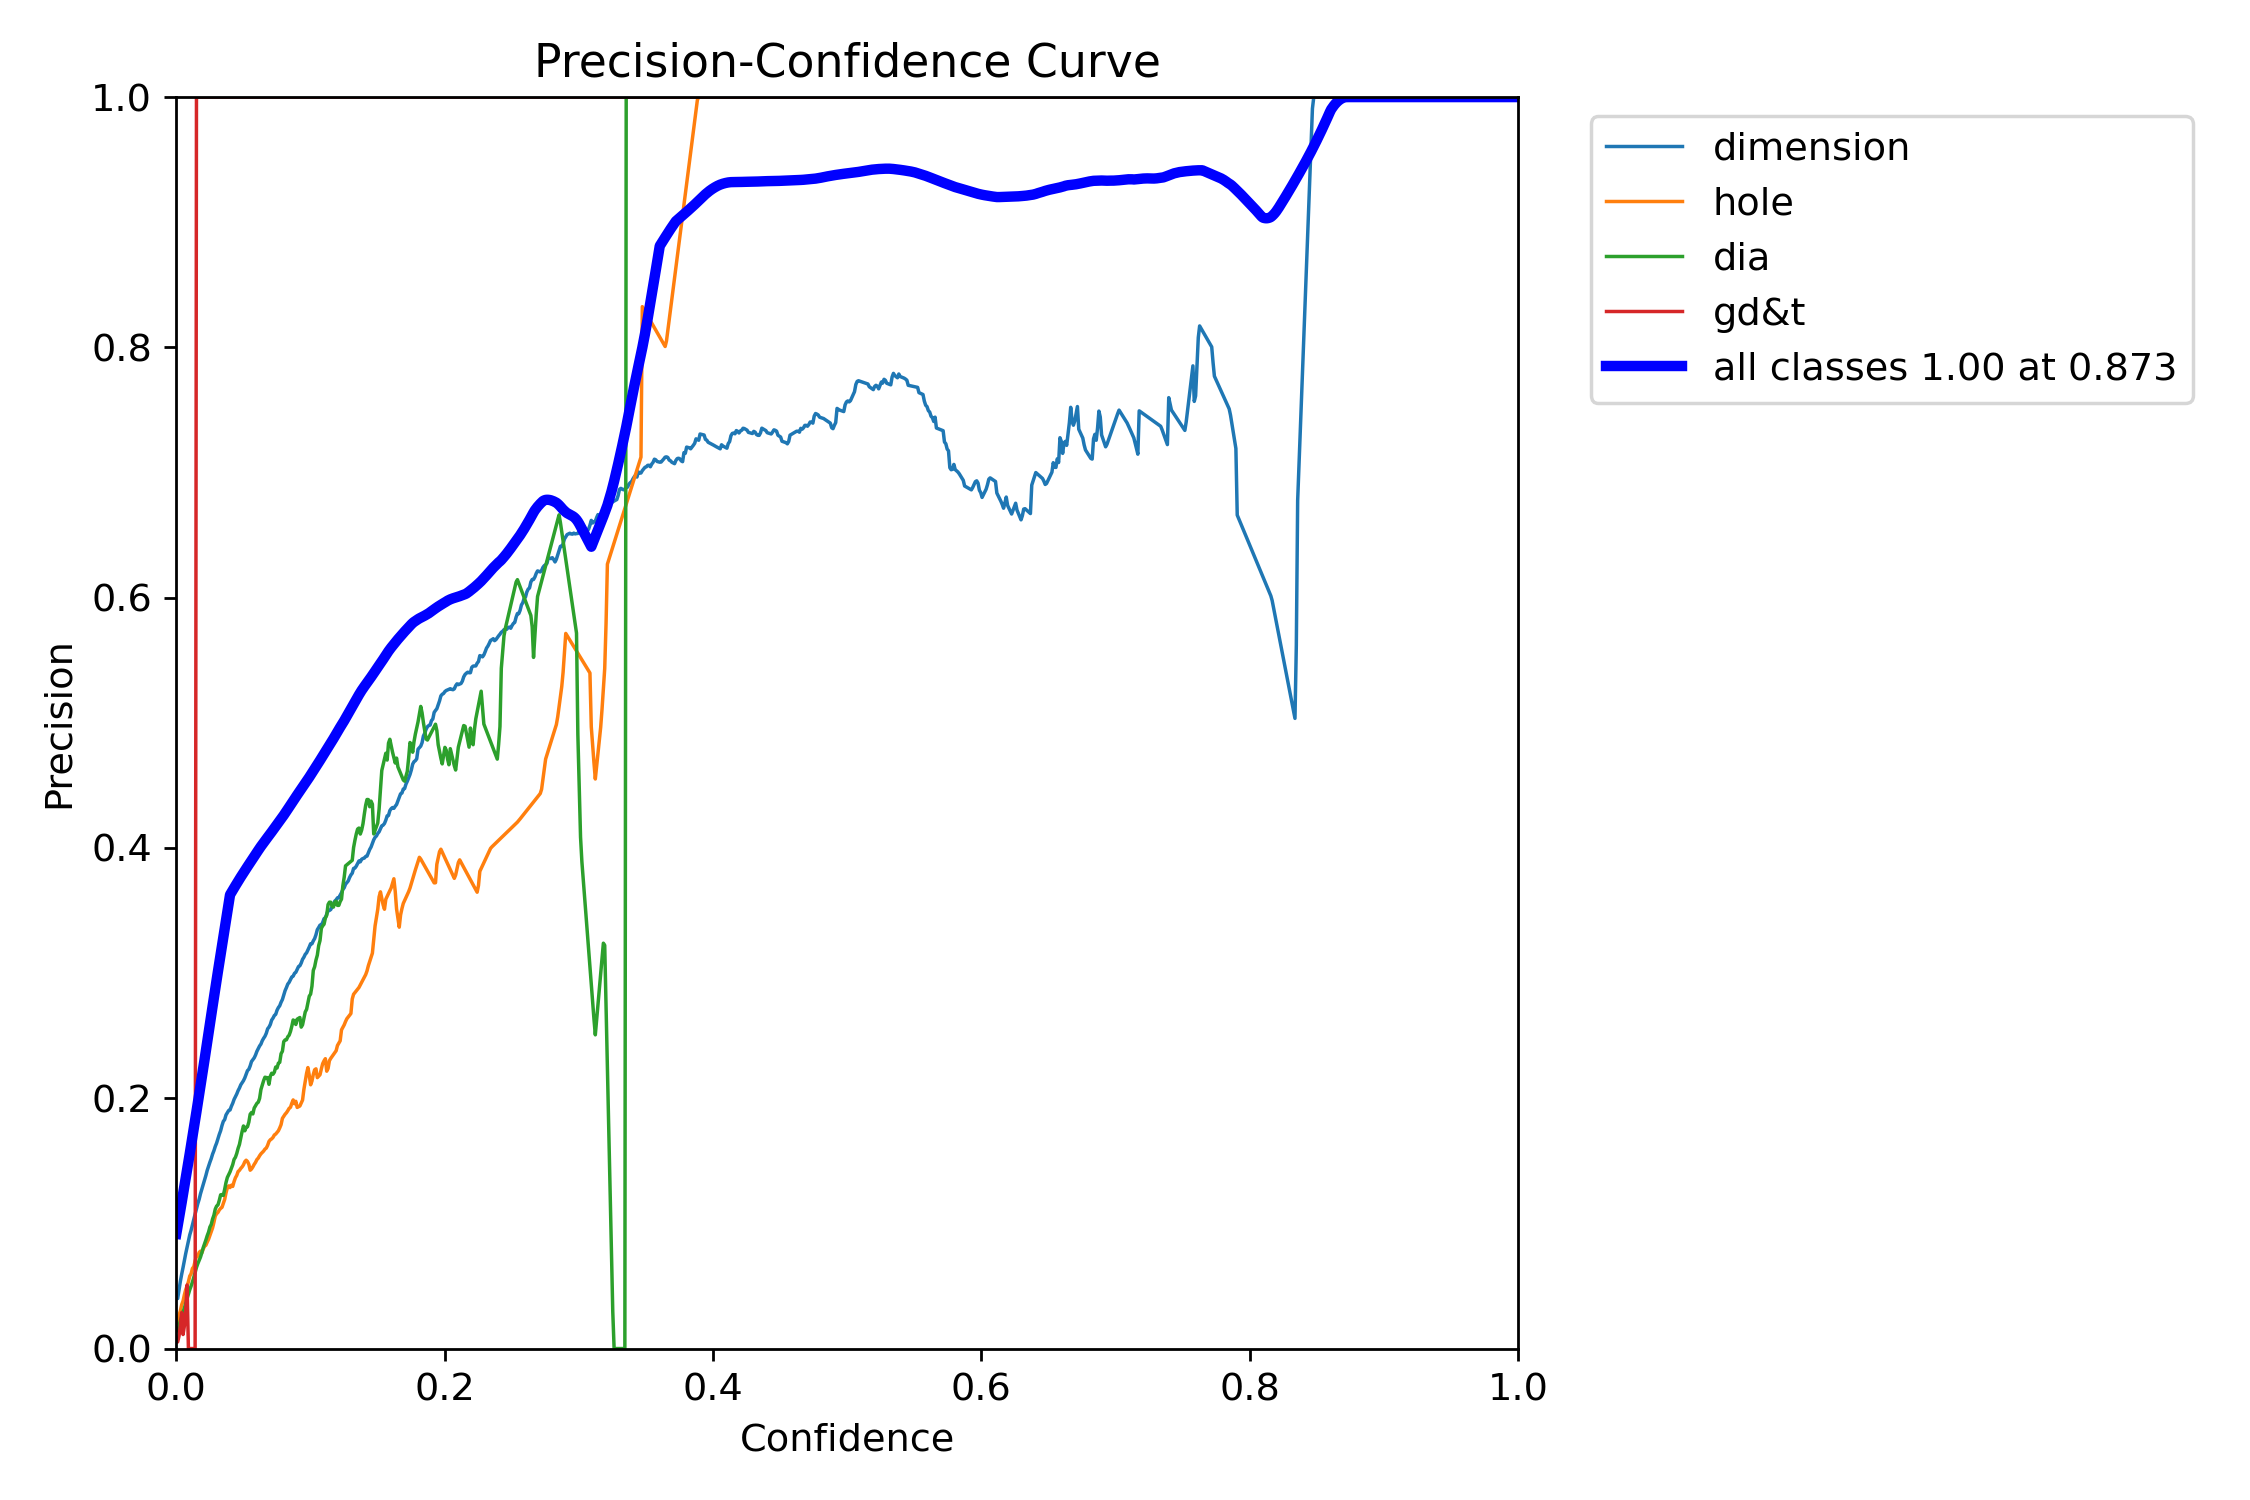 Precision-Confidence Curve
1.0
0.8
0.6
0.4
0.2
0.0
Precision
0.0 0.2 0.4 0.6 0.8 1.0
Confidence
dimension
hole
dia
gd&t
all classes 1.00 at 0.873